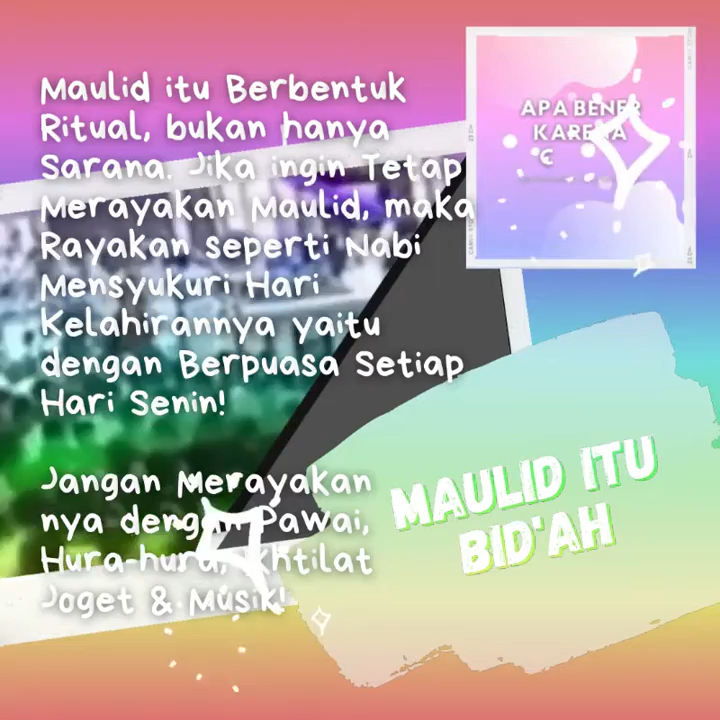 Maulid itu Berbentuk
Ritual, bukan hanya
Sarana. Jika ingin Tetap
Merayakan Maulid, maka
Rayakan seperti Nabi
Mensyukuri Hari
Kelahirannya yaitu
dengan Berpuasa Setiap
Hari Senin!
Jangan Merayakan
nya dengan Pawai,
Hura-hura, Ikhtilat
Joget & Musik!
APA BENER
KARENA
C
MAULID ITU
BID'AH